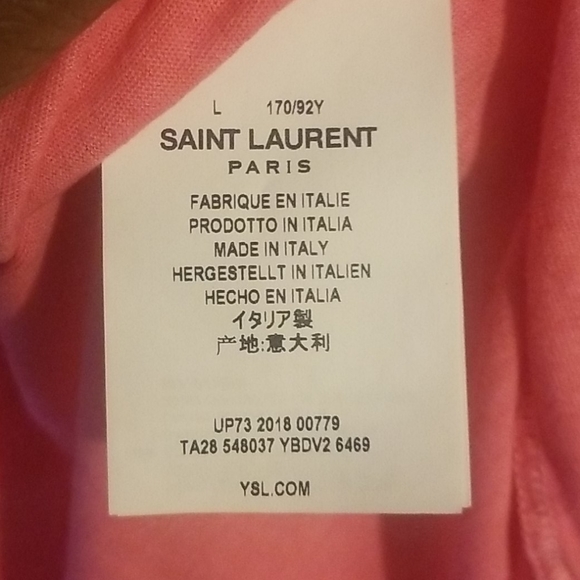 L 170/92Y
SAINT LAURENT
PARIS
FABRIQUE EN ITALIE
PRODOTTO IN ITALIA
MADE IN ITALY
HERGESTELLT IN ITALIEN
HECHO EN ITALIA
イタリア製
产地:意大利
UP73 2018 00779
TA28 548037 YBDV2 6469
YSL.COM